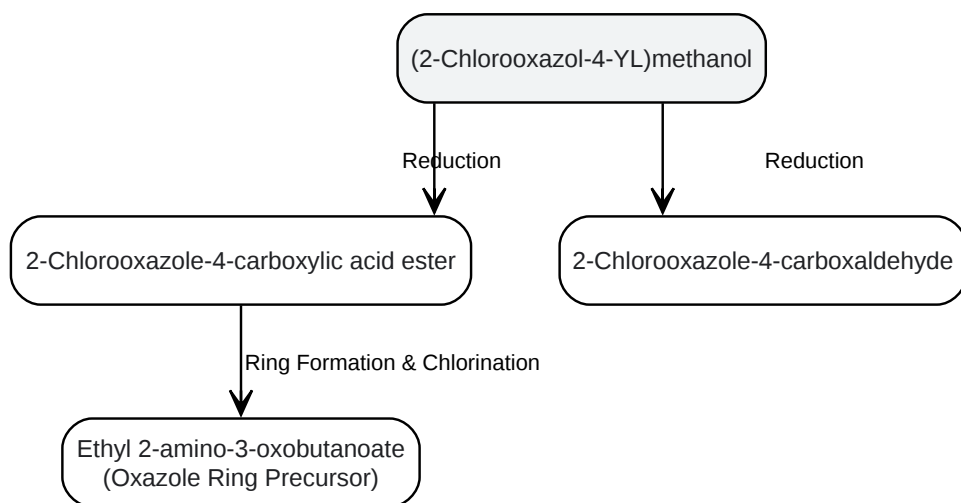 (2-Chlorooxazol-4-YL)methanol
Reduction
Reduction
2-Chlorooxazole-4-carboxylic acid ester
2-Chlorooxazole-4-carboxaldehyde
Ring Formation & Chlorination
Ethyl 2-amino-3-oxobutanoate
(Oxazole Ring Precursor)